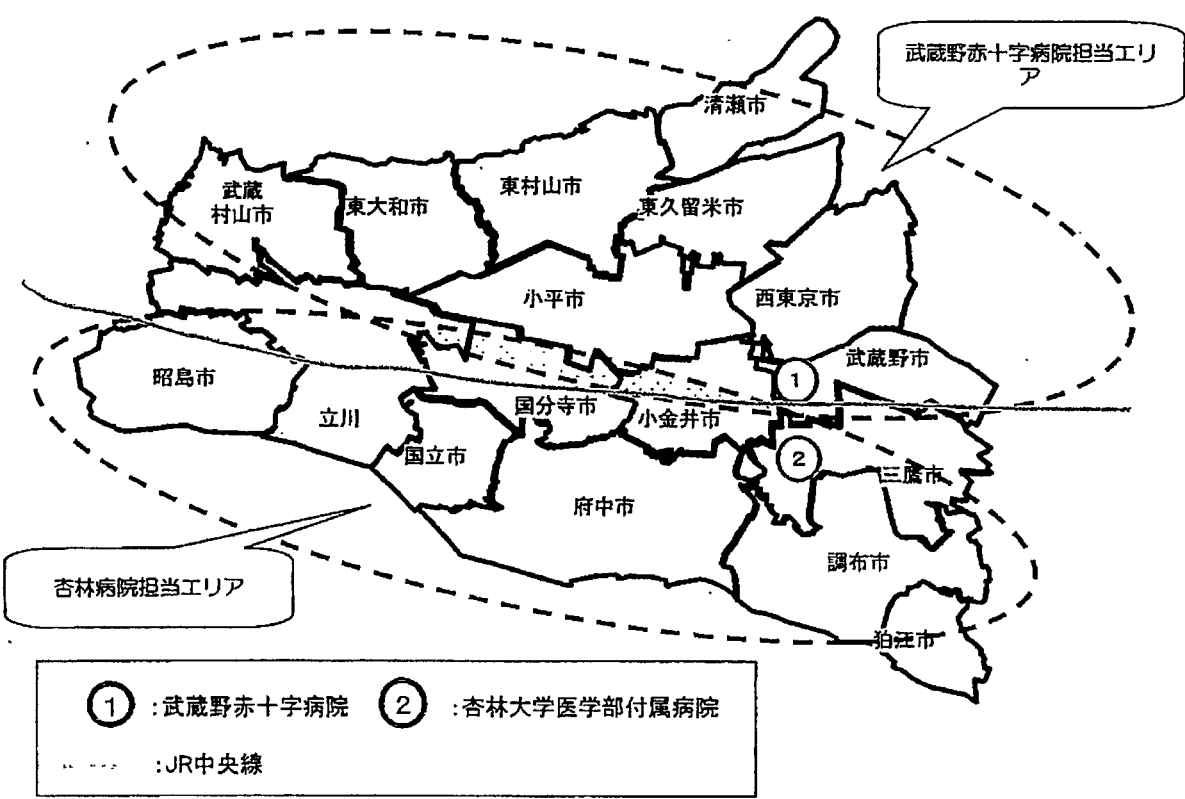 武蔵野赤十字病院担当エリ
ア
清瀬市
武蔵
村山市
東大和市
東村山市
東久留米市
小平市
西東京市
武蔵野市
昭島市
立川
国分寺市
小金井市
1
国立市
2
三鷹市
府中市
調布市
杏林病院担当エリア
狛江市
1 :武蔵野赤十字病院 2 :杏林大学医学部付属病院
:JR中央線